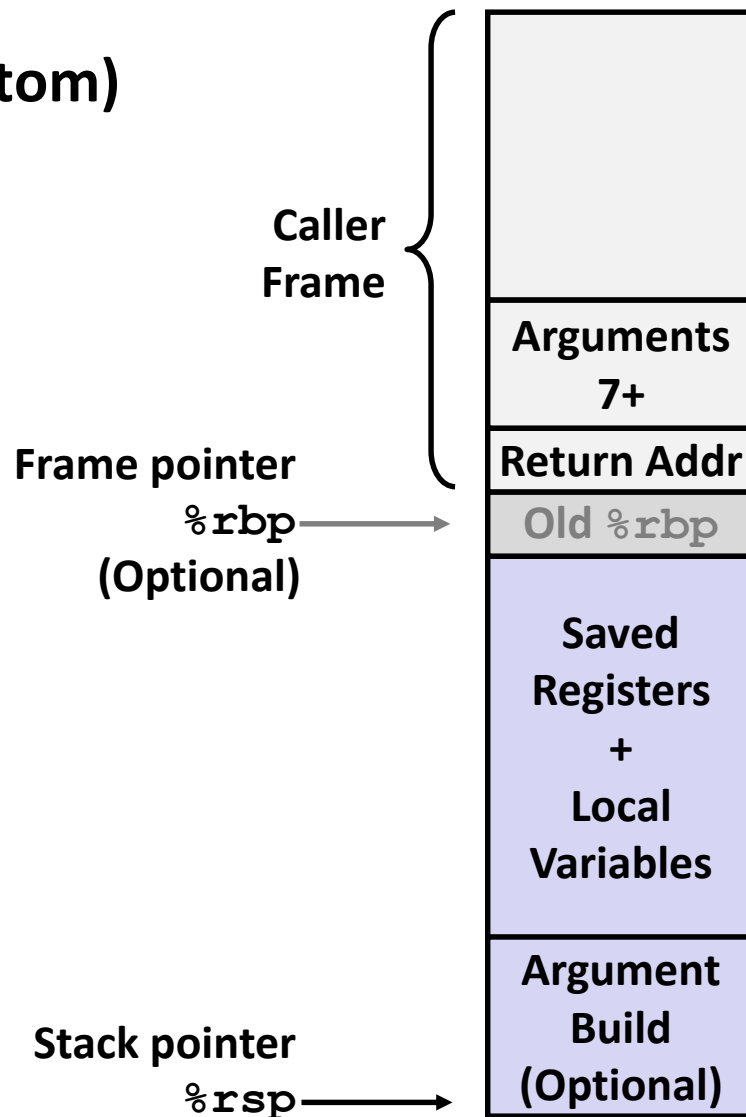 tom)
Caller
Frame
Arguments
7+
Frame pointer
%rbp
(Optional)
Return Addr
Old %rbp
Saved
Registers
+
Local
Variables
Argument
Build
(Optional)
Stack pointer
%rsp